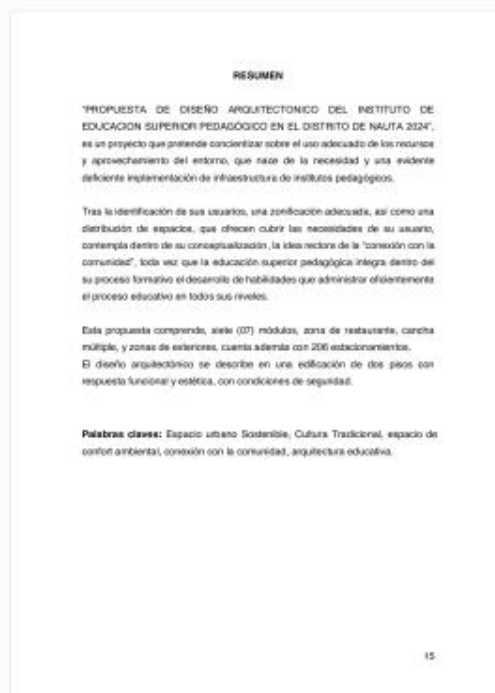 RESUMEN
"PROPUESTA DE DISEÑO ARQUITECTONICO DEL INSTITUTO DE
EDUCACION SUPERIOR PEDAGÓGICO EN EL DISTRITO DE NAUTA 2024",
es un proyecto que pretende concientizar sobre el uso adecuado de los recursos
y aprovechamiento del entorno, que nace de la necesidad y una evidente
deficiente implementación de infraestructura de institutos pedagógicos.
Tras la identificación de sus usuarios, una zonificación adecuada, así como una
distribución de espacios, que ofrecen cubrir las necesidades de su usuario,
contempla dentro de su conceptualización, la idea rectora de la "conexión con la
comunidad", toda vez que la educación superior pedagógica integra dentro del
su proceso formativo el desarrollo de habilidades que administrar eficientemente
el proceso educativo en todos sus niveles.
Esta propuesta comprende, siete (07) módulos, zona de restaurante, cancha
múltiple, y zonas de exteriores, cuenta además con 206 estacionamientos.
El diseño arquitectónico se describe en una edificación de dos pisos con
respuesta funcional y estética, con condiciones de seguridad.
Palabras claves: Espacio urbano Sostenible, Cultura Tradicional, espacio de
confort ambiental, conexión con la comunidad, arquitectura educativa.
15